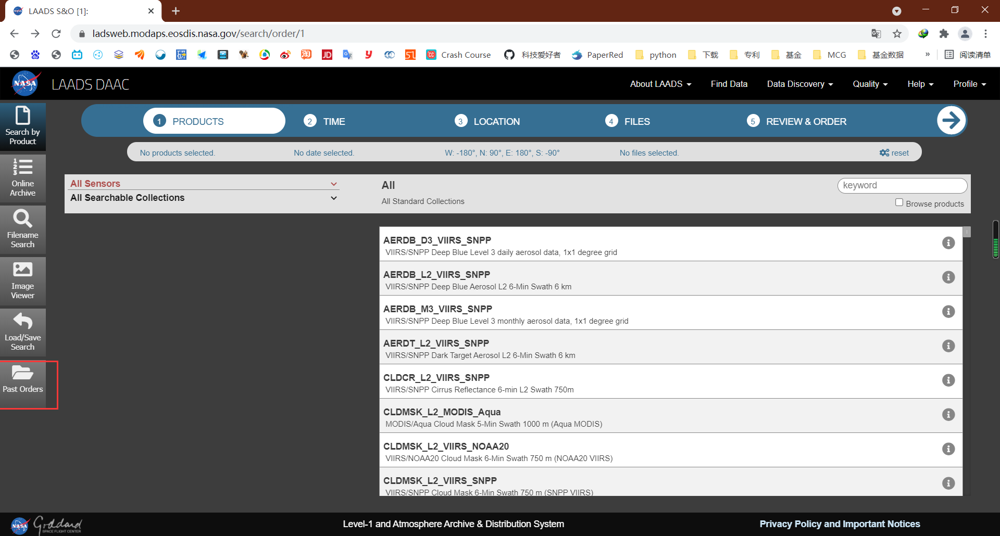 LAADS S&O [1]:
ladsweb.modaps.eosdis.nasa.gov/search/order/1
Crash Course 科技爱好者 PaperRed python 下载 专利 基金 MCG 基金数据 » 阅读清单
NASA LAADS DAAC About LAADS Find Data Data Discovery Quality Help Profile
Search by
Product
Online
Archive
Filename
Search
Image
Viewer
Load/Save
Search
Past Orders
1 PRODUCTS 2 TIME 3 LOCATION 4 FILES 5 REVIEW & ORDER
No products selected. No date selected. W: -180°, N: 90°, E: 180°, S: -90° No files selected. reset
All Sensors
All Searchable Collections
All
All Standard Collections
keyword
Browse products
AERDB_D3_VIIRS_SNPP
VIIRS/SNPP Deep Blue Level 3 daily aerosol data, 1x1 degree grid
AERDB_L2_VIIRS_SNPP
VIIRS/SNPP Deep Blue Aerosol L2 6-Min Swath 6 km
AERDB_M3_VIIRS_SNPP
VIIRS/SNPP Deep Blue Level 3 monthly aerosol data, 1x1 degree grid
AERDT_L2_VIIRS_SNPP
VIIRS/SNPP Dark Target Aerosol L2 6-Min Swath 6 km
CLDCR_L2_VIIRS_SNPP
VIIRS/SNPP Cirrus Reflectance 6-min L2 Swath 750m
CLDMSK_L2_MODIS_Aqua
MODIS/Aqua Cloud Mask 5-Min Swath 1000 m (Aqua MODIS)
CLDMSK_L2_VIIRS_NOAA20
VIIRS/NOAA20 Cloud Mask 6-Min Swath 750 m (NOAA20 VIIRS)
CLDMSK_L2_VIIRS_SNPP
VIIRS/SNPP Cloud Mask 6-Min Swath 750 m (SNPP VIIRS)
NASA Goddard
SPACE FLIGHT CENTER
Level-1 and Atmosphere Archive & Distribution System
Privacy Policy and Important Notices